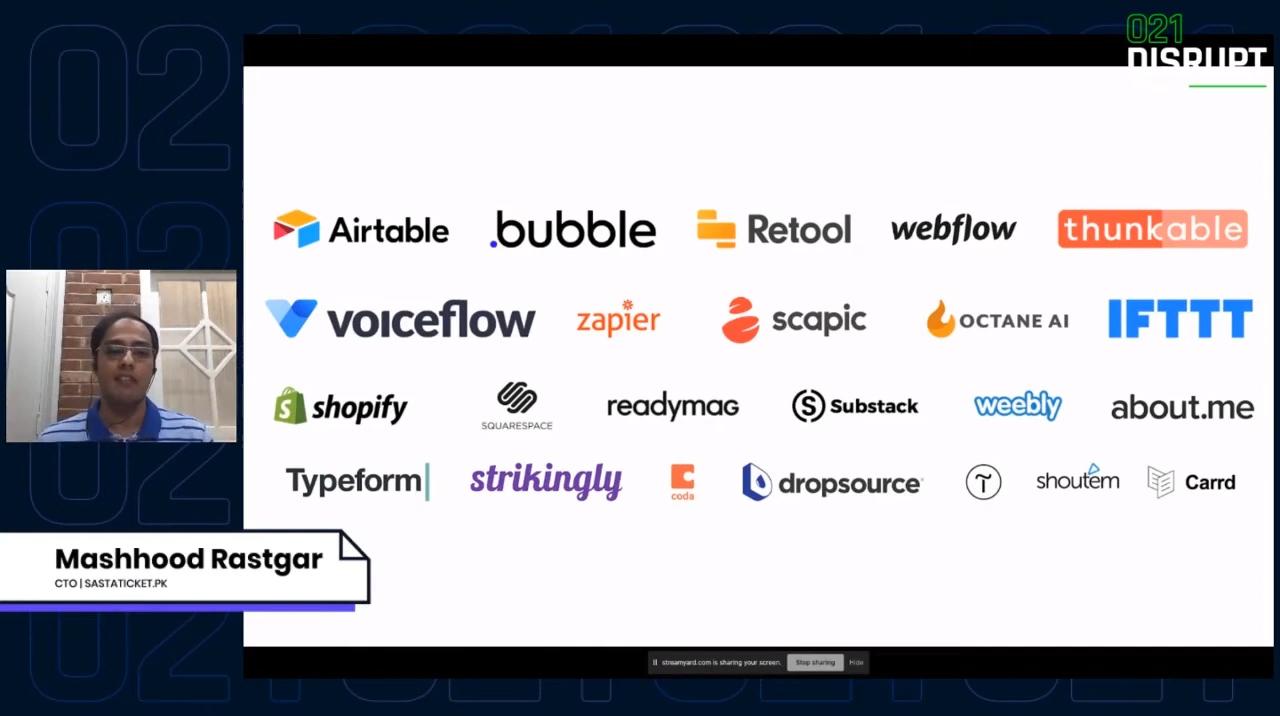 021
DISRUPT
Airtable .bubble Retool webflow thunkable
voiceflow zapier scapic OCTANE AI IFTTT
shopify SQUARESPACE readymag Substack weebly about.me
Typeform strikingly coda dropsource shoutem Carrd
Mashhood Rastgar
CTO | SASTATICKET.PK
streamyard.com is sharing your screen. Stop sharing Hide